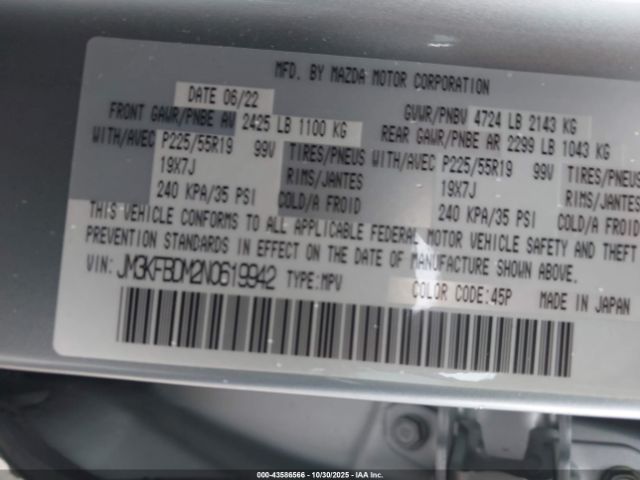 MFD. BY MAZDA MOTOR CORPORATION
DATE 06/22 GVWR/PNBV 4724 LB 2143 KG
FRONT GAWR/PNBE AV 2425 LB 1100 KG REAR GAWR/PNBE AR 2299 LB 1043 KG
WITH/AVEC P225/55R19 99V TIRES/PNEUS WITH/AVEC P225/55R19 99V TIRES/PNEU
19X7J RIMS/JANTES 19X7J RIMS/JANT
240 KPA/35 PSI COLD/A FROID 240 KPA/35 PSI COLD/A F
THIS VEHICLE CONFORMS TO ALL APPLICABLE FEDERAL MOTOR VEHICLE SAFETY AND THEFT
PREVENTION STANDARDS IN EFFECT ON THE DATE OF MANUFACTURE SHOWN ABOVE.
VIN: JM3KFBDM2N0619942 TYPE:MPV COLOR CODE:45P MADE IN JAPAN
000-43586566 - 10/30/2025 - IAA Inc.